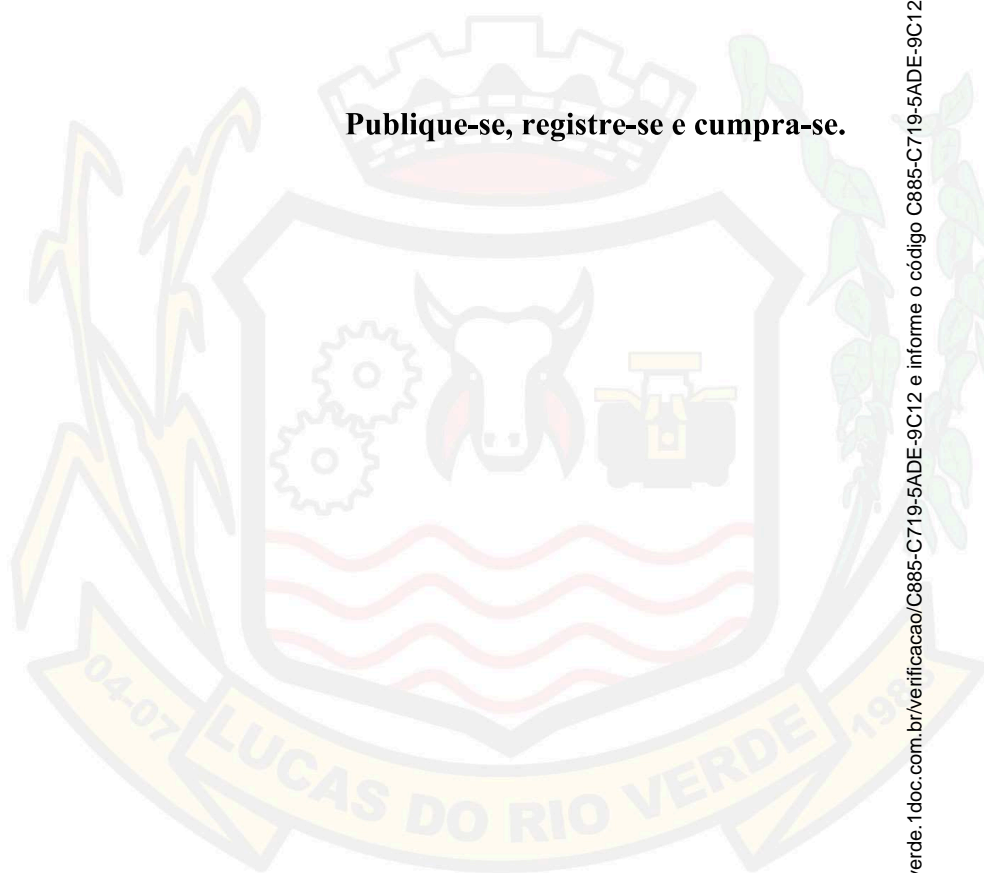 Publique-se, registre-se e cumpra-se.
verde.1doc.com.br/verificacao/C885-C719-5ADE-9C12 e informe o código C885-C719-5ADE-9C12
04-07
LUCAS DO RIO VERDE
1988